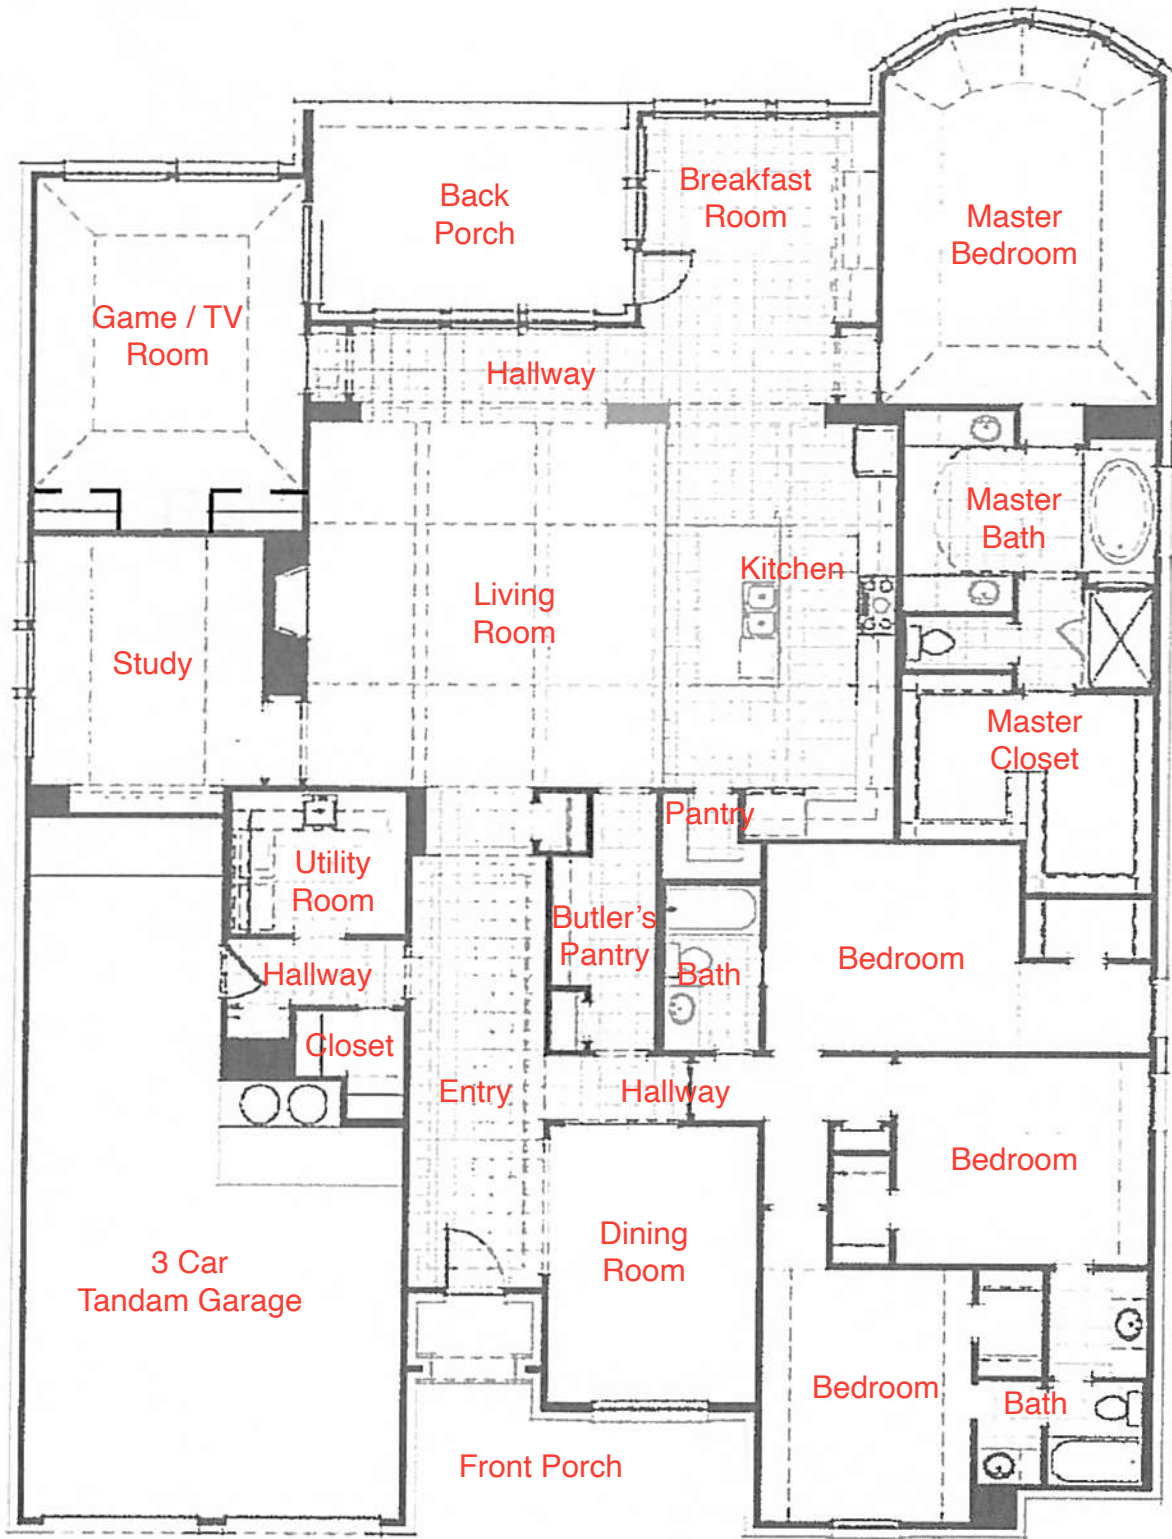 Back
Porch
Breakfast
Room
Master
Bedroom
Game / TV
Room
Hallway
Master
Bath
Kitchen
Living
Room
Study
Master
Closet
Pantry
Utility
Room
Butler's
Pantry
Bath
Bedroom
Hallway
Closet
Entry
Hallway
Bedroom
Dining
Room
3 Car
Tandam Garage
Bedroom
Bath
Front Porch